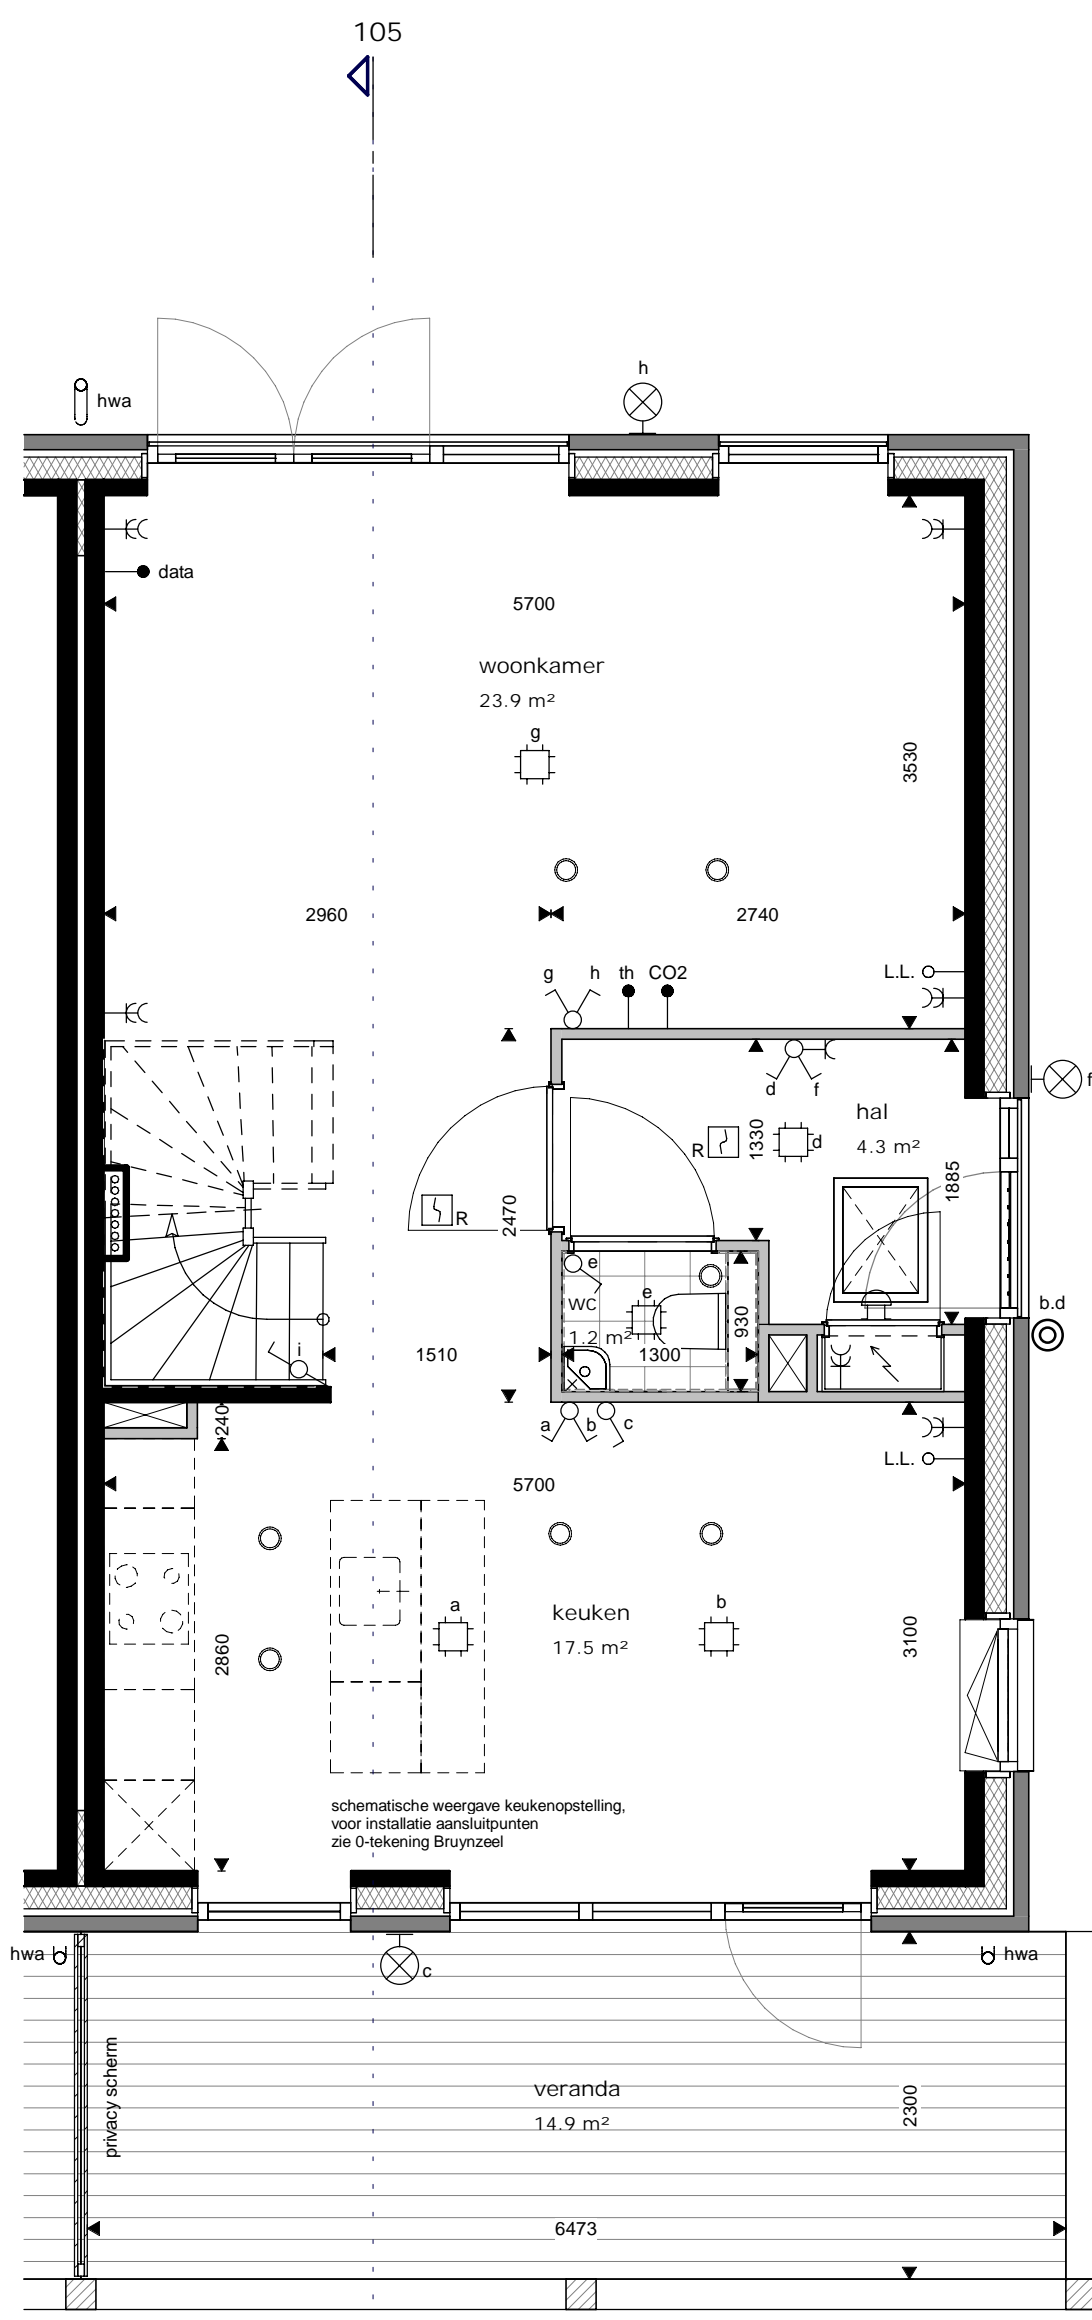 105
h
hwa
data
5700
woonkamer
23.9 m²
g
3530
2960
2740
g h th CO2
L.L.
d f
f
hal
4.3 m²
R
1330
d
1885
2470
R
e
wc
e
1.2 m²
930
b.d
i
1510
1300
240
a b c
L.L.
5700
a
keuken
17.5 m²
b
2860
3100
schematische weergave keukenopstelling,
voor installatie aansluitpunten
zie 0-tekening Bruynzeel
hwa
c
hwa
privacy scherm
veranda
14.9 m²
2300
6473